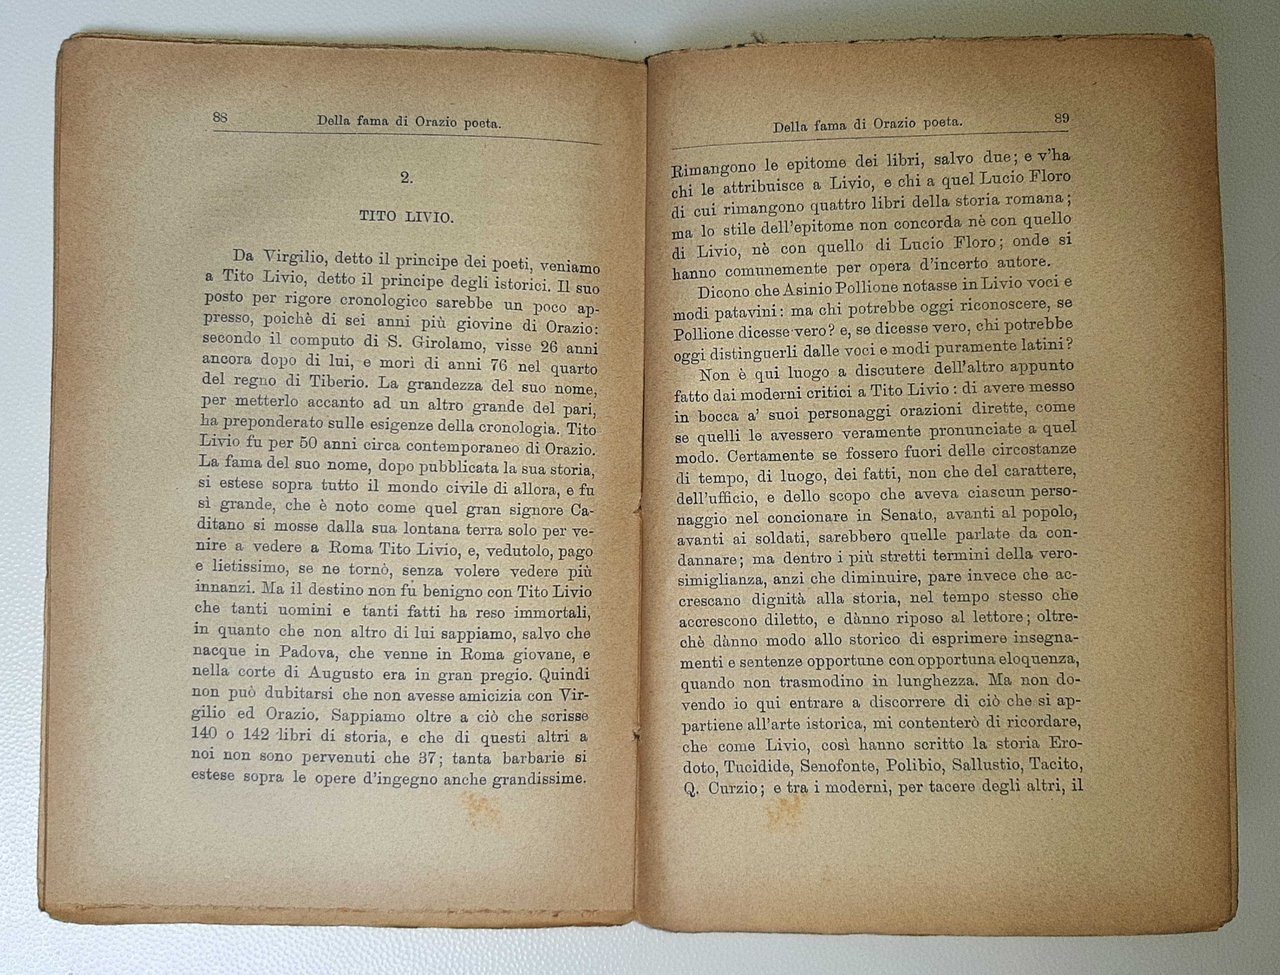 88
Della fama di Orazio poeta.
2.
TITO LIVIO.
Da Virgilio, detto il principe dei poeti, veniamo
a Tito Livio, detto il principe degli istorici. Il suo
posto per rigore cronologico sarebbe un poco ap-
presso, poichè di sei anni più giovine di Orazio:
secondo il computo di S. Girolamo, visse 26 anni
ancora dopo di lui, e morì di anni 76 nel quarto
del regno di Tiberio. La grandezza del suo nome,
per metterlo accanto ad un altro grande del pari,
ha preponderato sulle esigenze della cronologia. Tito
Livio fu per 50 anni circa contemporaneo di Orazio.
La fama del suo nome, dopo pubblicata la sua storia,
si estese sopra tutto il mondo civile di allora, e fu
sì grande, che è noto come quel gran signore Ca-
ditano si mosse dalla sua lontana terra solo per ve-
nire a vedere a Roma Tito Livio, e, vedutolo, pago
e lietissimo, se ne tornò, senza volere vedere più
innanzi. Ma il destino non fu benigno con Tito Livio
che tanti uomini e tanti fatti ha reso immortali,
in quanto che non altro di lui sappiamo, salvo che
nacque in Padova, che venne in Roma giovane, e
nella corte di Augusto era in gran pregio. Quindi
non può dubitarsi che non avesse amicizia con Vir-
gilio ed Orazio. Sappiamo oltre a ciò che scrisse
140 o 142 libri di storia, e che di questi altri a
noi non sono pervenuti che 37; tanta barbarie si
estese sopra le opere d'ingegno anche grandissime.
Della fama di Orazio poeta.
89
Rimangono le epitome dei libri, salvo due; e v'ha
chi le attribuisce a Livio, e chi a quel Lucio Floro
di cui rimangono quattro libri della storia romana;
ma lo stile dell'epitome non concorda nè con quello
di Livio, nè con quello di Lucio Floro; onde si
hanno comunemente per opera d'incerto autore.
Dicono che Asinio Pollione notasse in Livio voci e
modi patavini: ma chi potrebbe oggi riconoscere, se
Pollione dicesse vero? e, se dicesse vero, chi potrebbe
oggi distinguerli dalle voci e modi puramente latini?
Non è qui luogo a discutere dell'altro appunto
fatto dai moderni critici a Tito Livio: di avere messo
in bocca a' suoi personaggi orazioni dirette, come
se quelli le avessero veramente pronunciate a quel
modo. Certamente se fossero fuori delle circostanze
di tempo, di luogo, dei fatti, non che del carattere,
dell'ufficio, e dello scopo che aveva ciascun perso-
naggio nel concionare in Senato, avanti al popolo,
avanti ai soldati, sarebbero quelle parlate da con-
dannare; ma dentro i più stretti termini della vero-
simiglianza, anzi che diminuire, pare invece che ac-
crescano dignità alla storia, nel tempo stesso che
accrescono diletto, e dànno riposo al lettore; oltre-
chè dànno modo allo storico di esprimere insegna-
menti e sentenze opportune con opportuna eloquenza,
quando non trasmodino in lunghezza. Ma non do-
vendo io qui entrare a discorrere di ciò che si ap-
partiene all'arte istorica, mi contenterò di ricordare,
che come Livio, così hanno scritto la storia Ero-
doto, Tucidide, Senofonte, Polibio, Sallustio, Tacito,
Q. Curzio; e tra i moderni, per tacere degli altri, il